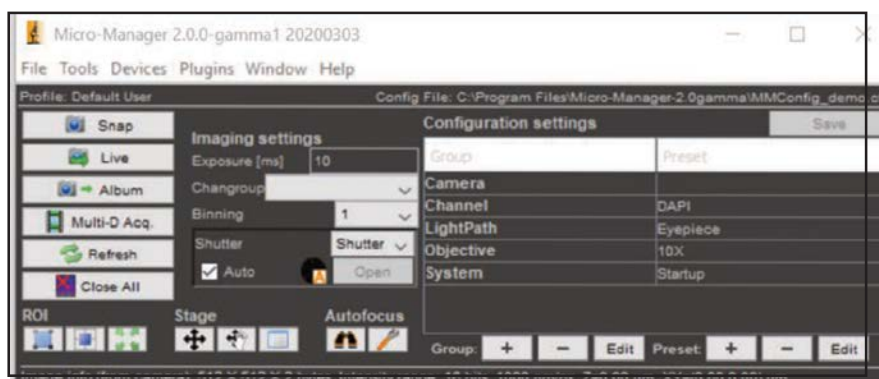 Micro-Manager 2.0.0-gamma1 20200303
File Tools Devices Plugins Window Help
Profile: Default User Config File: C:\Program Files\Micro-Manager-2.0gamma\MMConfig_demo.c
Snap
Live
Album
Multi-D Acq.
Refresh
Close All
Imaging settings
Exposure [ms] 10
Changroup
Binning 1
Shutter Shutter
Auto Open
Configuration settings Save
Group Preset
Camera
Channel DAPI
LightPath Eyepiece
Objective 10X
System Startup
ROI Stage Autofocus
Group: + − Edit Preset: + − Edit